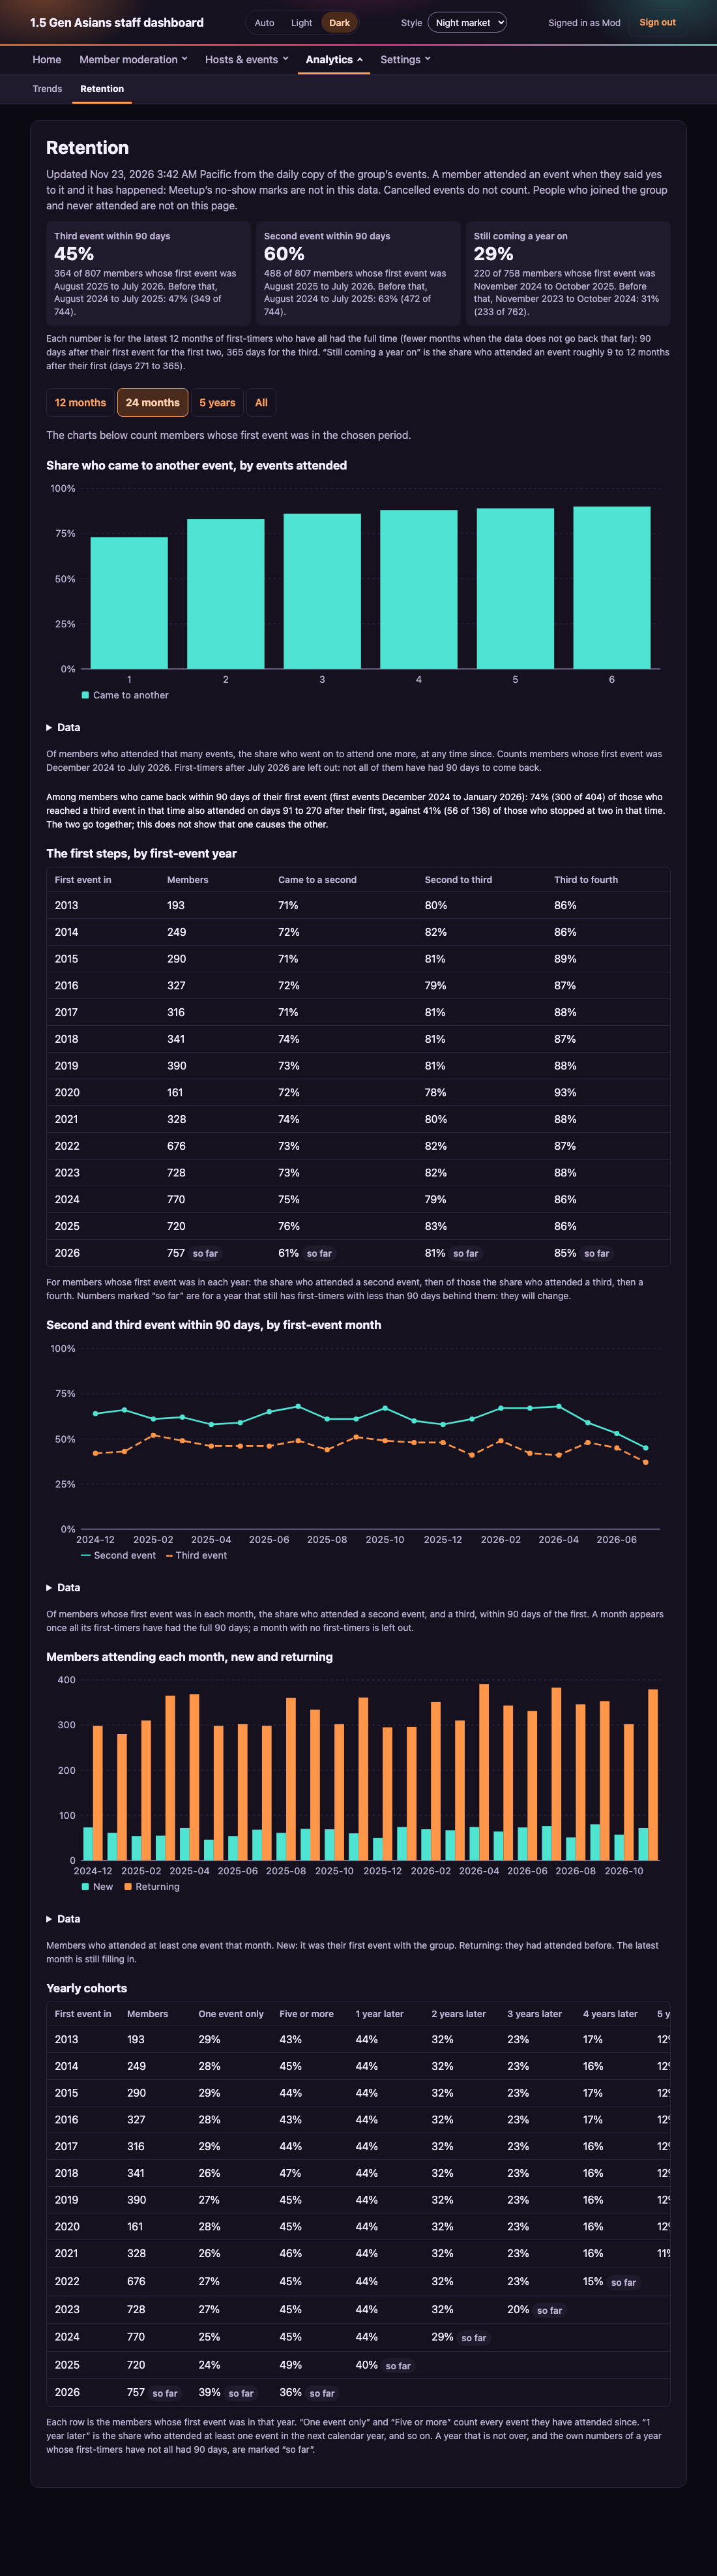 1.5 Gen Asians staff dashboard
Auto
Light
Dark
Style
Night market
Signed in as Mod
Sign out
Home
Member moderation
Hosts & events
Analytics
Settings
Trends
Retention
Retention
Updated Nov 23, 2026 3:42 AM Pacific from the daily copy of the group's events. A member attended an event when they said yes
to it and it has happened: Meetup's no-show marks are not in this data. Cancelled events do not count. People who joined the group
and never attended are not on this page.
Third event within 90 days
45%
364 of 807 members whose first event was
August 2025 to July 2026. Before that,
August 2024 to July 2025: 47% (349 of
744).
Second event within 90 days
60%
488 of 807 members whose first event was
August 2025 to July 2026. Before that,
August 2024 to July 2025: 63% (472 of
744).
Still coming a year on
29%
220 of 758 members whose first event was
November 2024 to October 2025. Before
that, November 2023 to October 2024: 31%
(233 of 762).
Each number is for the latest 12 months of first-timers who have all had the full time (fewer months when the data does not go back that far): 90
days after their first event for the first two, 365 days for the third. “Still coming a year on” is the share who attended an event roughly 9 to 12 months
after their first (days 271 to 365).
12 months
24 months
5 years
All
The charts below count members whose first event was in the chosen period.
Share who came to another event, by events attended
100%
75%
50%
25%
0%
1 2 3 4 5 6
Came to another
Data
Of members who attended that many events, the share who went on to attend one more, at any time since. Counts members whose first event was
December 2024 to July 2026. First-timers after July 2026 are left out: not all of them have had 90 days to come back.
Among members who came back within 90 days of their first event (first events December 2024 to January 2026): 74% (300 of 404) of those who
reached a third event in that time also attended on days 91 to 270 after their first, against 41% (56 of 136) of those who stopped at two in that time.
The two go together; this does not show that one causes the other.
The first steps, by first-event year
First event in Members Came to a second Second to third Third to fourth
2013 193 71% 80% 86%
2014 249 72% 82% 86%
2015 290 71% 81% 89%
2016 327 72% 79% 87%
2017 316 71% 81% 88%
2018 341 74% 81% 87%
2019 390 73% 81% 88%
2020 161 72% 78% 93%
2021 328 74% 80% 88%
2022 676 73% 82% 87%
2023 728 73% 82% 88%
2024 770 75% 79% 86%
2025 720 76% 83% 86%
2026 757 so far 61% so far 81% so far 85% so far
For members whose first event was in each year: the share who attended a second event, then of those the share who attended a third, then a
fourth. Numbers marked “so far” are for a year that still has first-timers with less than 90 days behind them: they will change.
Second and third event within 90 days, by first-event month
100%
75%
50%
25%
0%
2024-12 2025-02 2025-04 2025-06 2025-08 2025-10 2025-12 2026-02 2026-04 2026-06
Second event Third event
Data
Of members whose first event was in each month, the share who attended a second event, and a third, within 90 days of the first. A month appears
once all its first-timers have had the full 90 days; a month with no first-timers is left out.
Members attending each month, new and returning
400
300
200
100
0
2024-12 2025-02 2025-04 2025-06 2025-08 2025-10 2025-12 2026-02 2026-04 2026-06 2026-08 2026-10
New Returning
Data
Members who attended at least one event that month. New: it was their first event with the group. Returning: they had attended before. The latest
month is still filling in.
Yearly cohorts
First event in Members One event only Five or more 1 year later 2 years later 3 years later 4 years later 5 y
2013 193 29% 43% 44% 32% 23% 17% 12%
2014 249 28% 45% 44% 32% 23% 16% 12%
2015 290 29% 44% 44% 32% 23% 17% 12%
2016 327 28% 43% 44% 32% 23% 17% 12%
2017 316 29% 44% 44% 32% 23% 16% 12%
2018 341 26% 47% 44% 32% 23% 16% 12%
2019 390 27% 45% 44% 32% 23% 16% 12%
2020 161 28% 45% 44% 32% 23% 16% 12%
2021 328 26% 46% 44% 32% 23% 16% 11%
2022 676 27% 45% 44% 32% 23% 15% so far
2023 728 27% 45% 44% 32% 20% so far
2024 770 25% 45% 44% 29% so far
2025 720 24% 49% 40% so far
2026 757 so far 39% so far 36% so far
Each row is the members whose first event was in that year. “One event only” and “Five or more” count every event they have attended since. “1
year later” is the share who attended at least one event in the next calendar year, and so on. A year that is not over, and the own numbers of a year
whose first-timers have not all had 90 days, are marked “so far”.